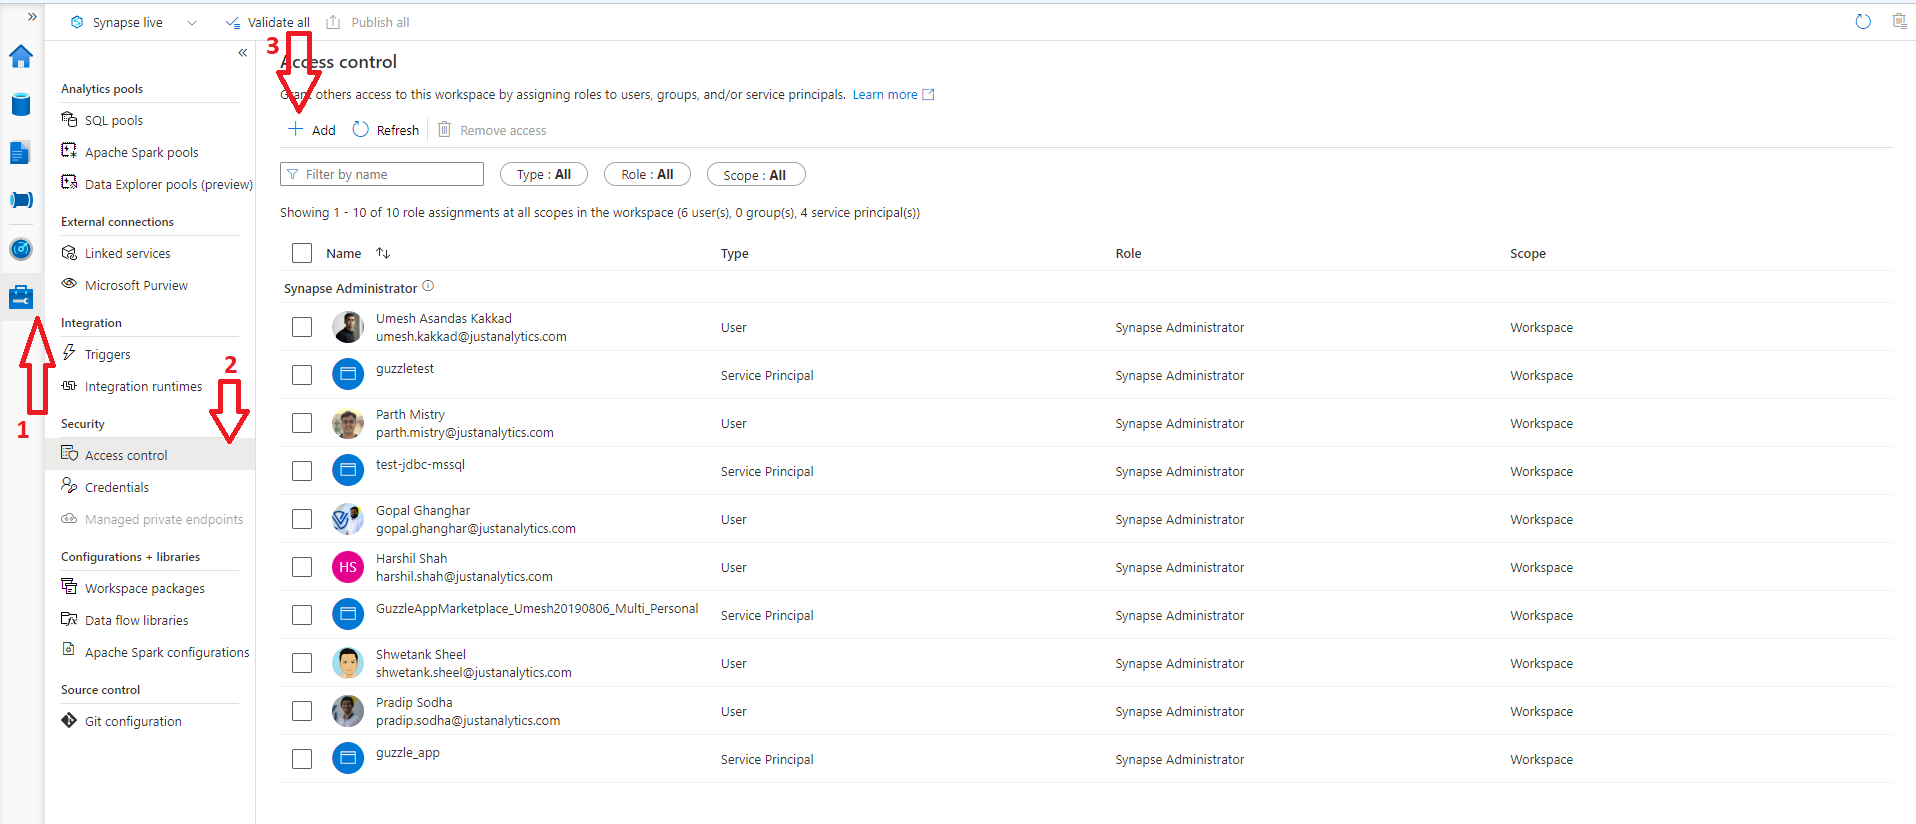 Synapse live
Validate all
Publish all
3
Access control
Grant others access to this workspace by assigning roles to users, groups, and/or service principals. Learn more
Add
Refresh
Remove access
Filter by name
Type : All
Role : All
Scope : All
Showing 1 - 10 of 10 role assignments at all scopes in the workspace (6 user(s), 0 group(s), 4 service principal(s))
Analytics pools
SQL pools
Apache Spark pools
Data Explorer pools (preview)
External connections
Linked services
Microsoft Purview
Integration
Triggers
2
Integration runtimes
1
Security
Access control
Credentials
Managed private endpoints
Configurations + libraries
Workspace packages
Data flow libraries
Apache Spark configurations
Source control
Git configuration
Name Type Role Scope
Synapse Administrator
Umesh Asandas Kakkad
umesh.kakkad@justanalytics.com
User Synapse Administrator Workspace
guzzletest
Service Principal Synapse Administrator Workspace
Parth Mistry
parth.mistry@justanalytics.com
User Synapse Administrator Workspace
test-jdbc-mssql
Service Principal Synapse Administrator Workspace
Gopal Ghanghar
gopal.ghanghar@justanalytics.com
User Synapse Administrator Workspace
HS
Harshil Shah
harshil.shah@justanalytics.com
User Synapse Administrator Workspace
GuzzleAppMarketplace_Umesh20190806_Multi_Personal
Service Principal Synapse Administrator Workspace
Shwetank Sheel
shwetank.sheel@justanalytics.com
User Synapse Administrator Workspace
Pradip Sodha
pradip.sodha@justanalytics.com
User Synapse Administrator Workspace
guzzle_app
Service Principal Synapse Administrator Workspace